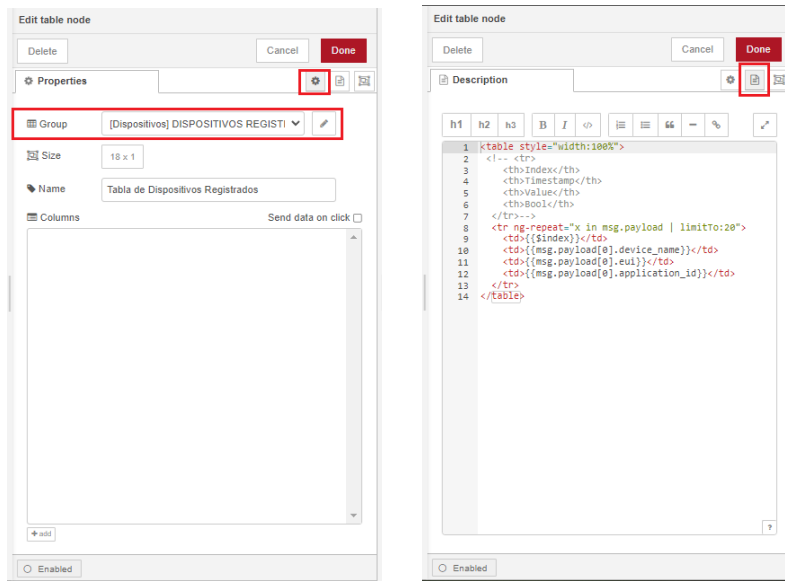 Edit table node
Delete
Cancel
Done
Properties
Group
[Dispositivos] DISPOSITIVOS REGISTI
Size
18 x 1
Name
Tabla de Dispositivos Registrados
Columns
Send data on click
+ add
Enabled
Edit table node
Delete
Cancel
Done
Description
h1 h2 h3 B I </>
1 <table style="width:100%">
2 <!-- <tr>
3 <th>Index</th>
4 <th>Timestamp</th>
5 <th>Value</th>
6 <th>Bool</th>
7 </tr>-->
8 <tr ng-repeat="x in msg.payload | limitTo:20">
9 <td>{{$index}}</td>
10 <td>{{msg.payload[0].device_name}}</td>
11 <td>{{msg.payload[0].eui}}</td>
12 <td>{{msg.payload[0].application_id}}</td>
13 </tr>
14 </table>
?
Enabled